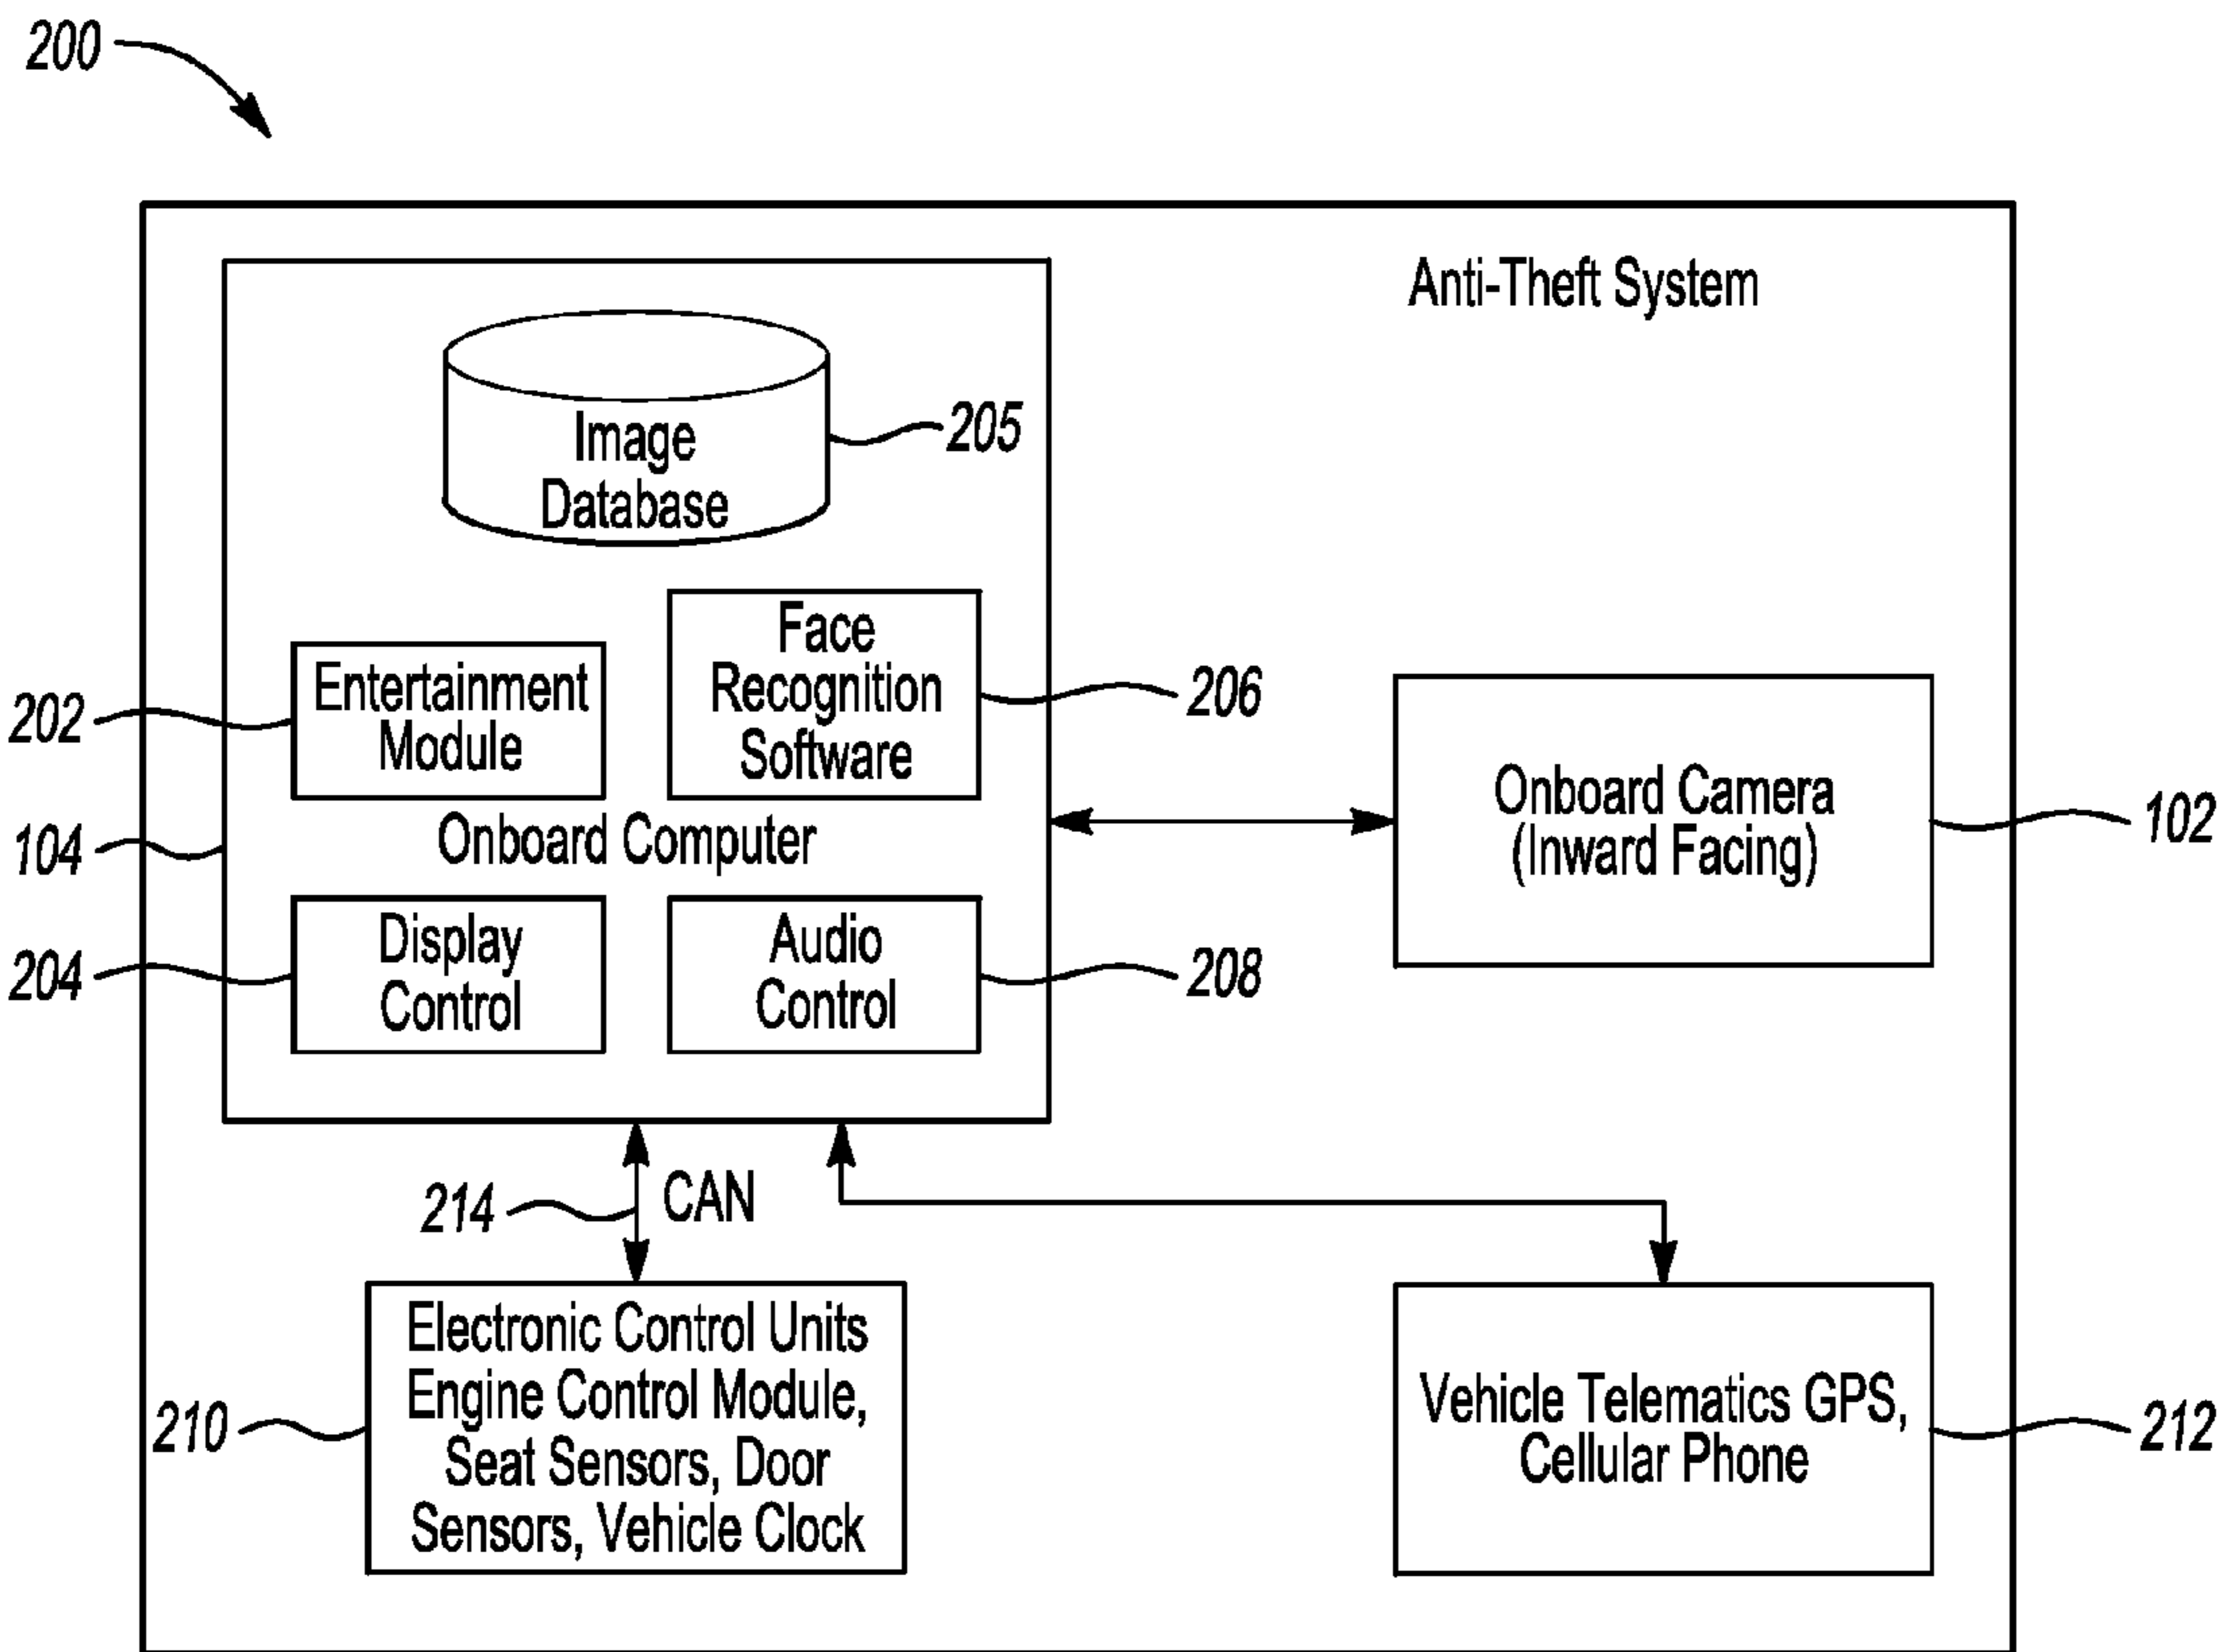 200
Anti-Theft System
Image
Database
205
Entertainment
Module
202
Face
Recognition
Software
206
Onboard Computer
104
Display
Control
204
Audio
Control
208
Onboard Camera
(Inward Facing)
102
214
CAN
Electronic Control Units
Engine Control Module,
Seat Sensors, Door
Sensors, Vehicle Clock
210
Vehicle Telematics GPS,
Cellular Phone
212